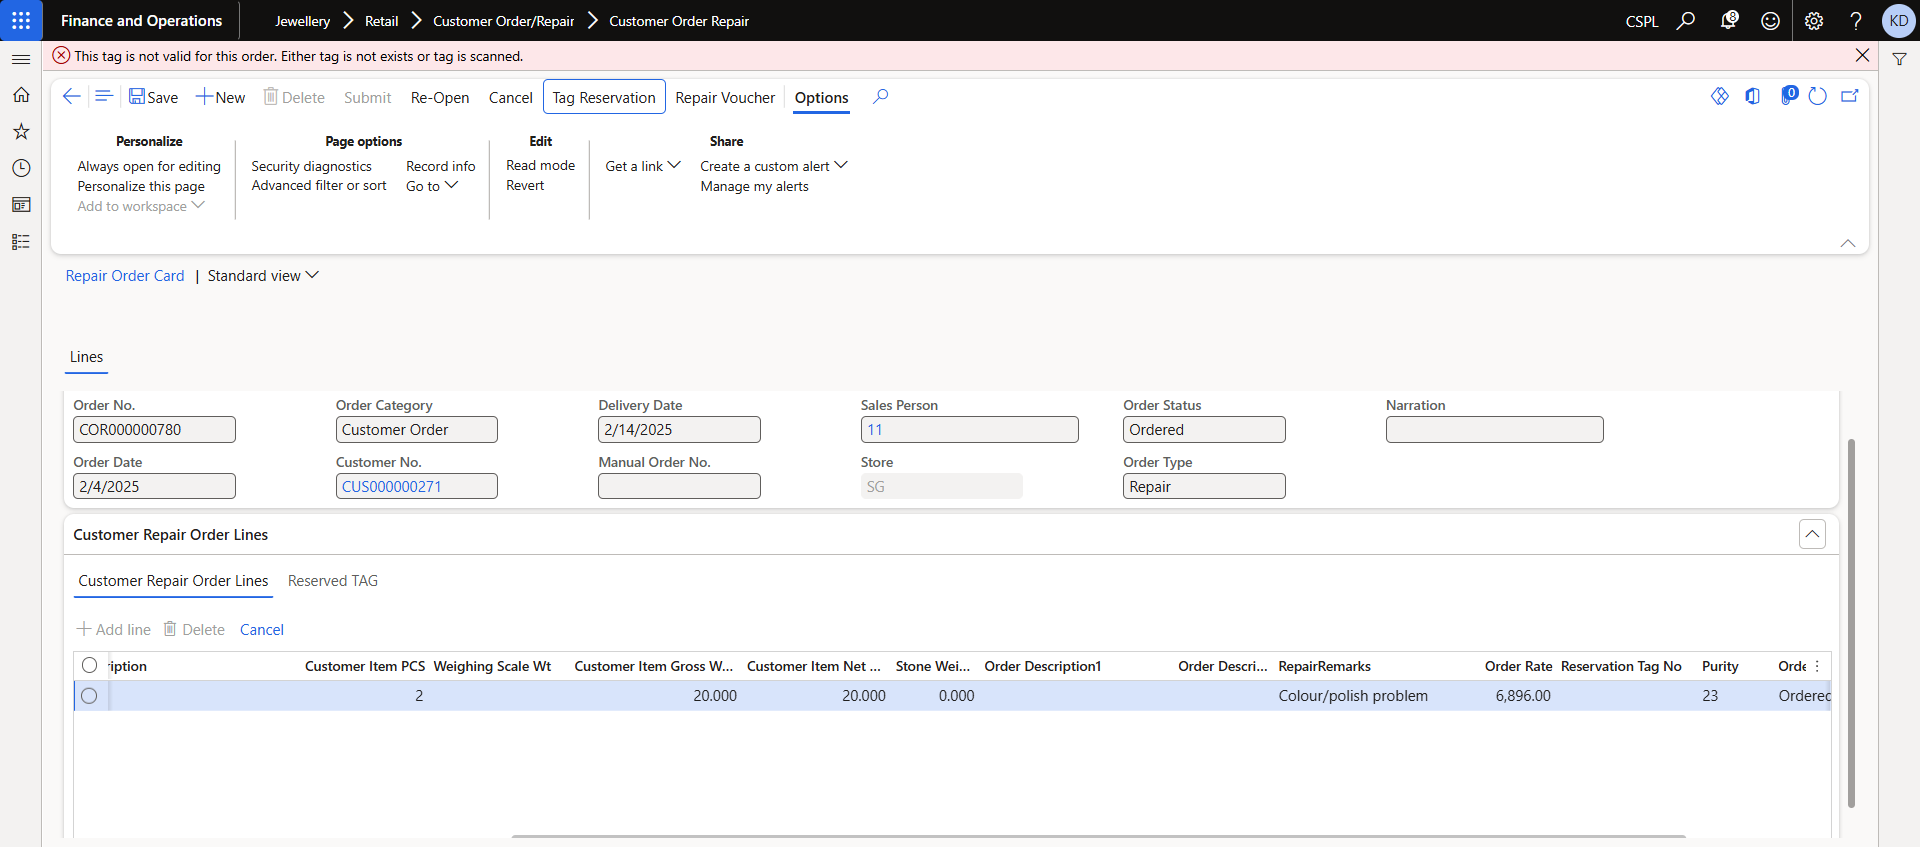 Finance and Operations
Jewellery > Retail > Customer Order/Repair > Customer Order Repair
CSPL
8
?
KD
This tag is not valid for this order. Either tag is not exists or tag is scanned.
Save
New
Delete
Submit
Re-Open
Cancel
Tag Reservation
Repair Voucher
Options
0
Personalize
Always open for editing
Personalize this page
Add to workspace
Page options
Security diagnostics
Advanced filter or sort
Record info
Go to
Edit
Read mode
Revert
Get a link
Share
Create a custom alert
Manage my alerts
Repair Order Card | Standard view
Lines
Order No.
COR000000780
Order Date
2/4/2025
Order Category
Customer Order
Customer No.
CUS000000271
Delivery Date
2/14/2025
Manual Order No.
Sales Person
11
Store
SG
Order Status
Ordered
Order Type
Repair
Narration
Customer Repair Order Lines
Customer Repair Order Lines
Reserved TAG
Add line
Delete
Cancel
ription Customer Item PCS Weighing Scale Wt Customer Item Gross W... Customer Item Net ... Stone Wei... Order Description1 Order Descri... RepairRemarks Order Rate Reservation Tag No Purity Orde
2 20.000 20.000 0.000 Colour/polish problem 6,896.00 23 Ordered